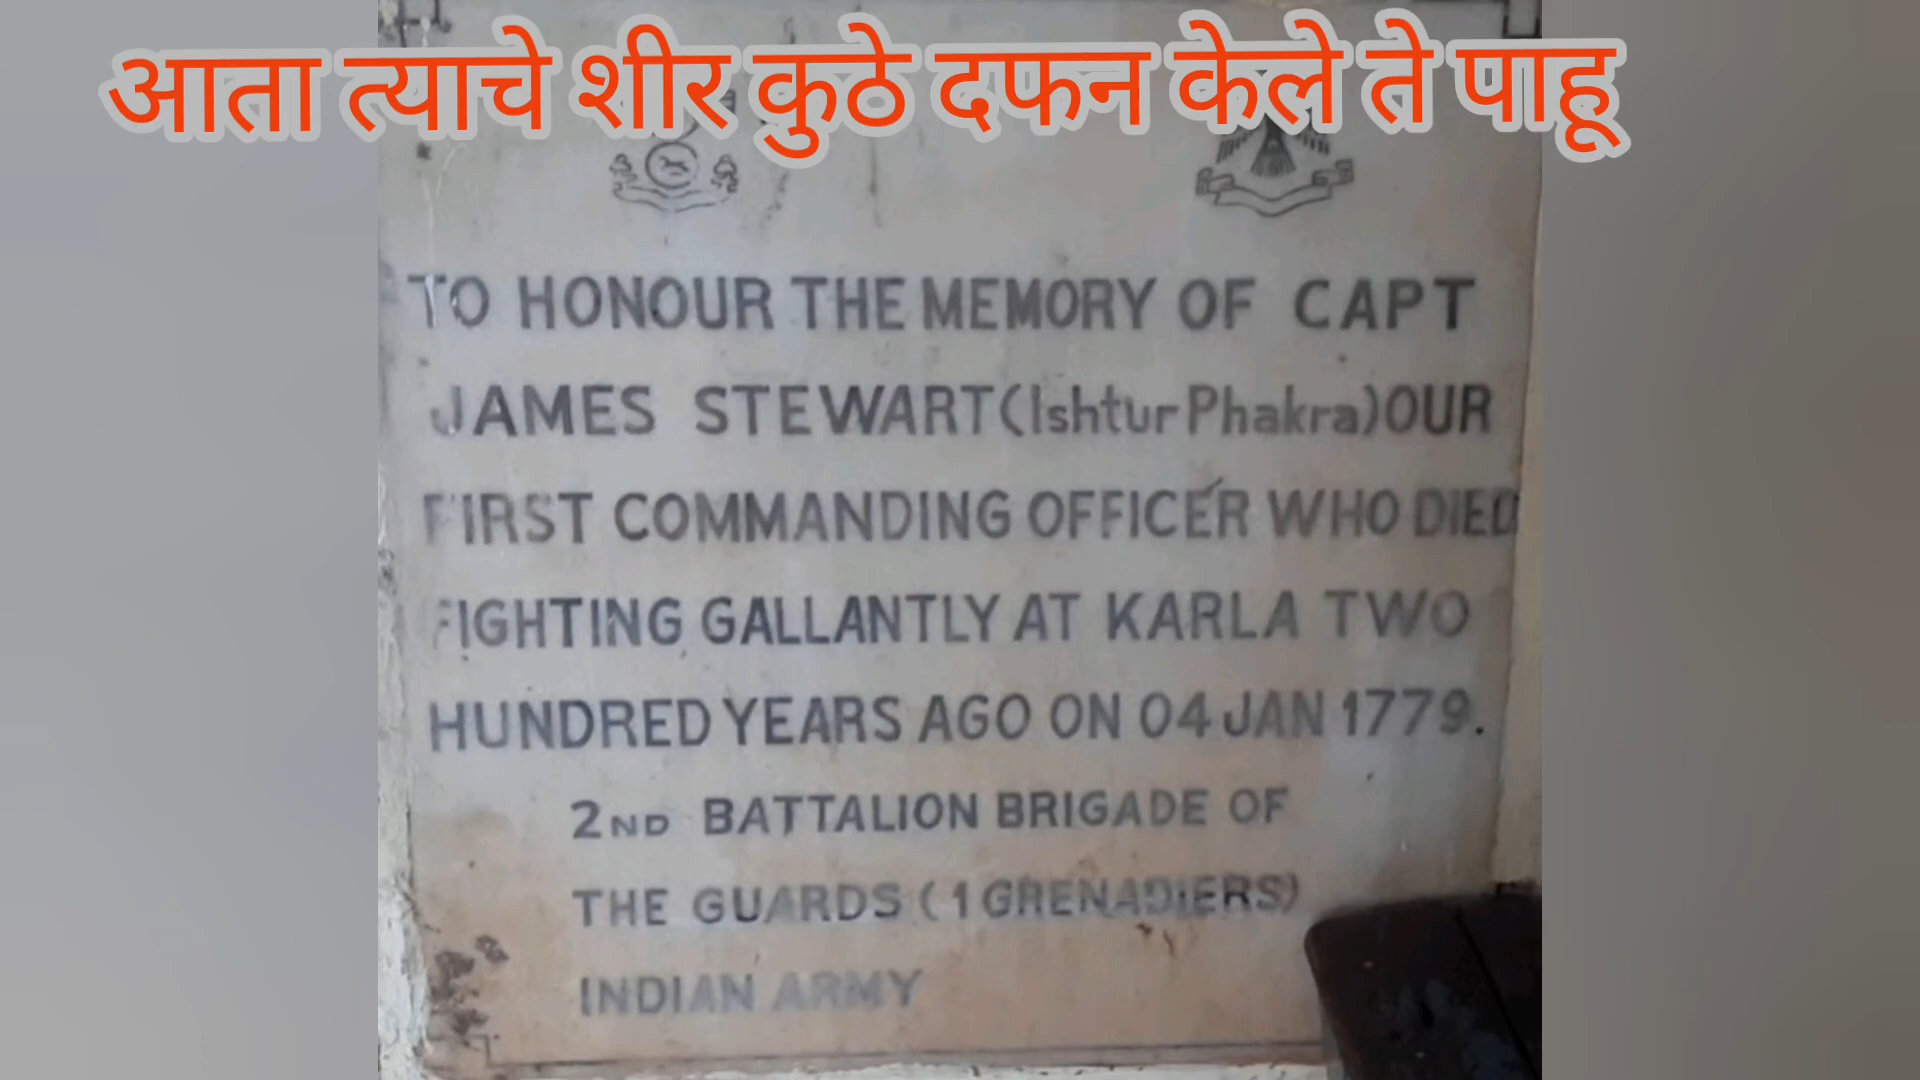 आता त्याचे शीर कुठे दफन केले ते पाहू
TO HONOUR THE MEMORY OF CAPT
JAMES STEWART (Ishtur Phakra) OUR
FIRST COMMANDING OFFICER WHO DIED
FIGHTING GALLANTLY AT KARLA TWO
HUNDRED YEARS AGO ON 04 JAN 1779.
2ND BATTALION BRIGADE OF
THE GUARDS (1 GRENADIERS)
INDIAN ARMY